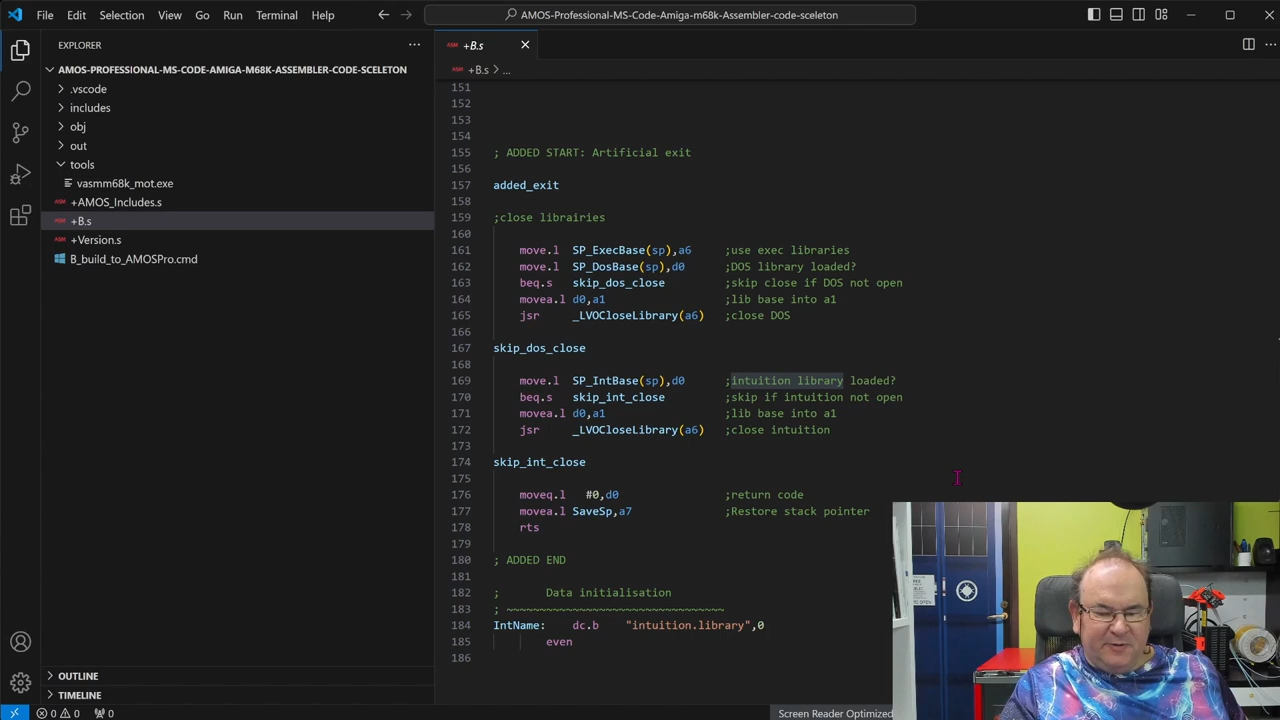 File Edit Selection View Go Run Terminal Help
AMOS-Professional-MS-Code-Amiga-m68k-Assembler-code-sceleton
EXPLORER
AMOS-PROFESSIONAL-MS-CODE-AMIGA-M68K-ASSEMBLER-CODE-SCELETON
.vscode
includes
obj
out
tools
vasmm68k_mot.exe
ASM +AMOS_Includes.s
ASM +B.s
ASM +Version.s
B_build_to_AMOSPro.cmd
OUTLINE
TIMELINE
ASM +B.s
ASM +B.s > ...
151
152
153
154
155 ; ADDED START: Artificial exit
156
157 added_exit
158
159 ;close librairies
160
161 move.l SP_ExecBase(sp),a6 ;use exec libraries
162 move.l SP_DosBase(sp),d0 ;DOS library loaded?
163 beq.s skip_dos_close ;skip close if DOS not open
164 movea.l d0,a1 ;lib base into a1
165 jsr _LVOCloseLibrary(a6) ;close DOS
166
167 skip_dos_close
168
169 move.l SP_IntBase(sp),d0 ;intuition library loaded?
170 beq.s skip_int_close ;skip if intuition not open
171 movea.l d0,a1 ;lib base into a1
172 jsr _LVOCloseLibrary(a6) ;close intuition
173
174 skip_int_close
175
176 moveq.l #0,d0 ;return code
177 movea.l SaveSp,a7 ;Restore stack pointer
178 rts
179
180 ; ADDED END
181
182 ; Data initialisation
183 ; ~~~~~~~~~~~~~~~~~~~~~~~~~~~~~~~~~
184 IntName: dc.b "intuition.library",0
185 even
186
0 0 0
Screen Reader Optimized